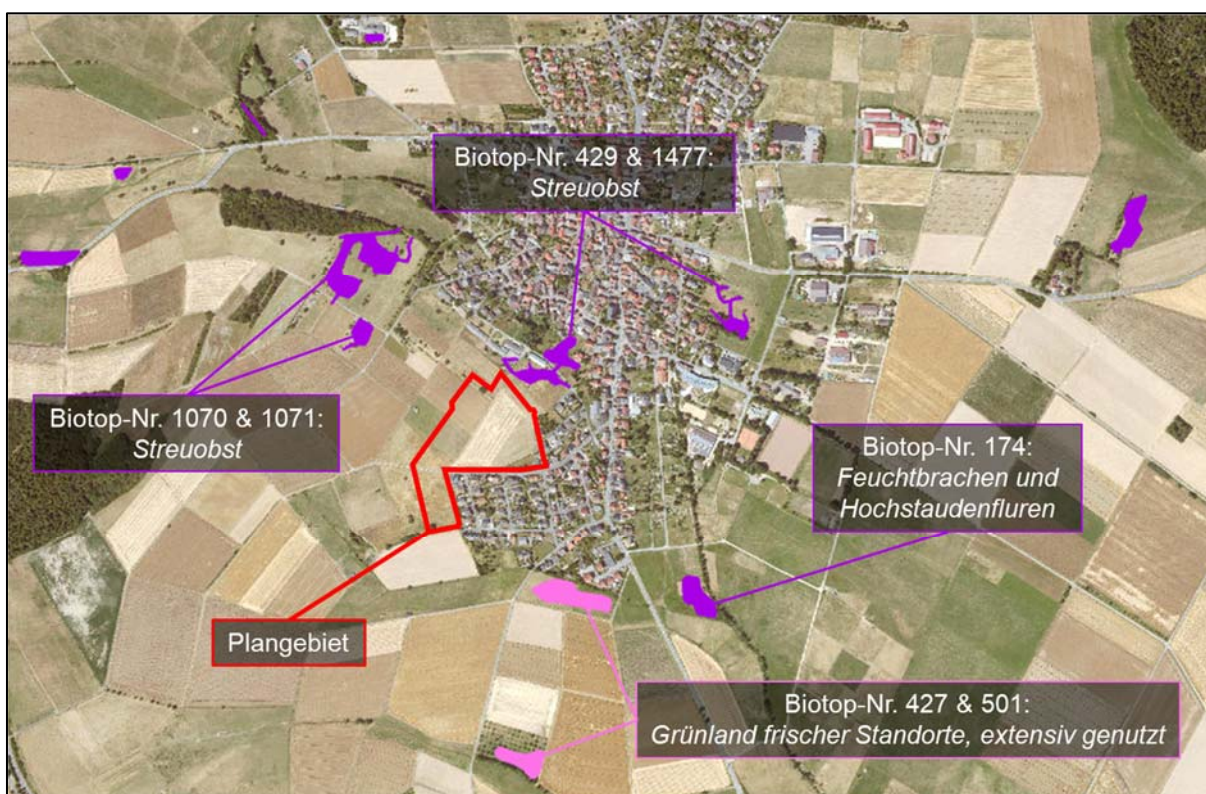 Biotop-Nr. 429 & 1477:
Streuobst
Biotop-Nr. 1070 & 1071:
Streuobst
Biotop-Nr. 174:
Feuchtbrachen und
Hochstaudenfluren
Plangebiet
Biotop-Nr. 427 & 501:
Grünland frischer Standorte, extensiv genutzt